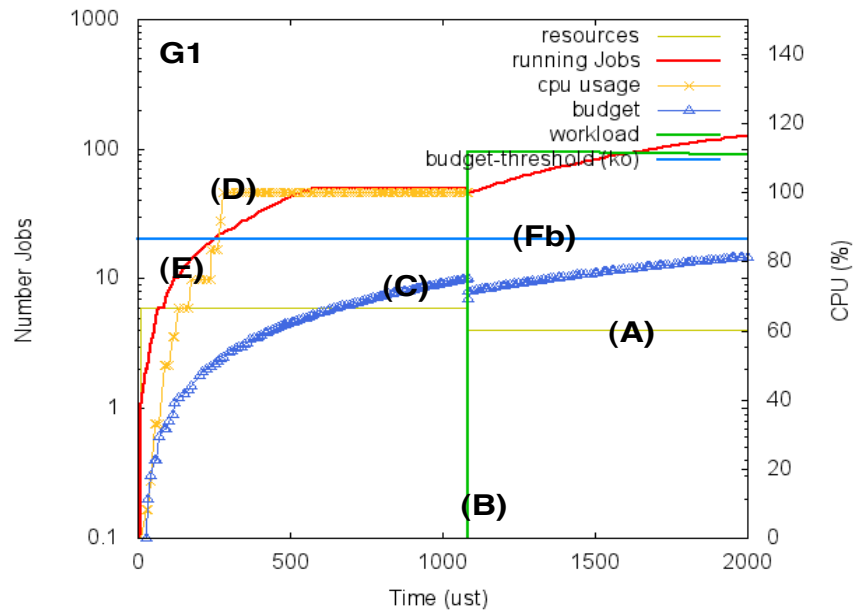 G1
resources
running Jobs
cpu usage
budget
workload
budget-threshold (ko)
1000
100
10
1
0.1
Number Jobs
140
120
100
80
60
40
20
0
CPU (%)
(D)
(E)
(Fb)
(C)
(A)
(B)
0
500
1000
1500
2000
Time (ust)